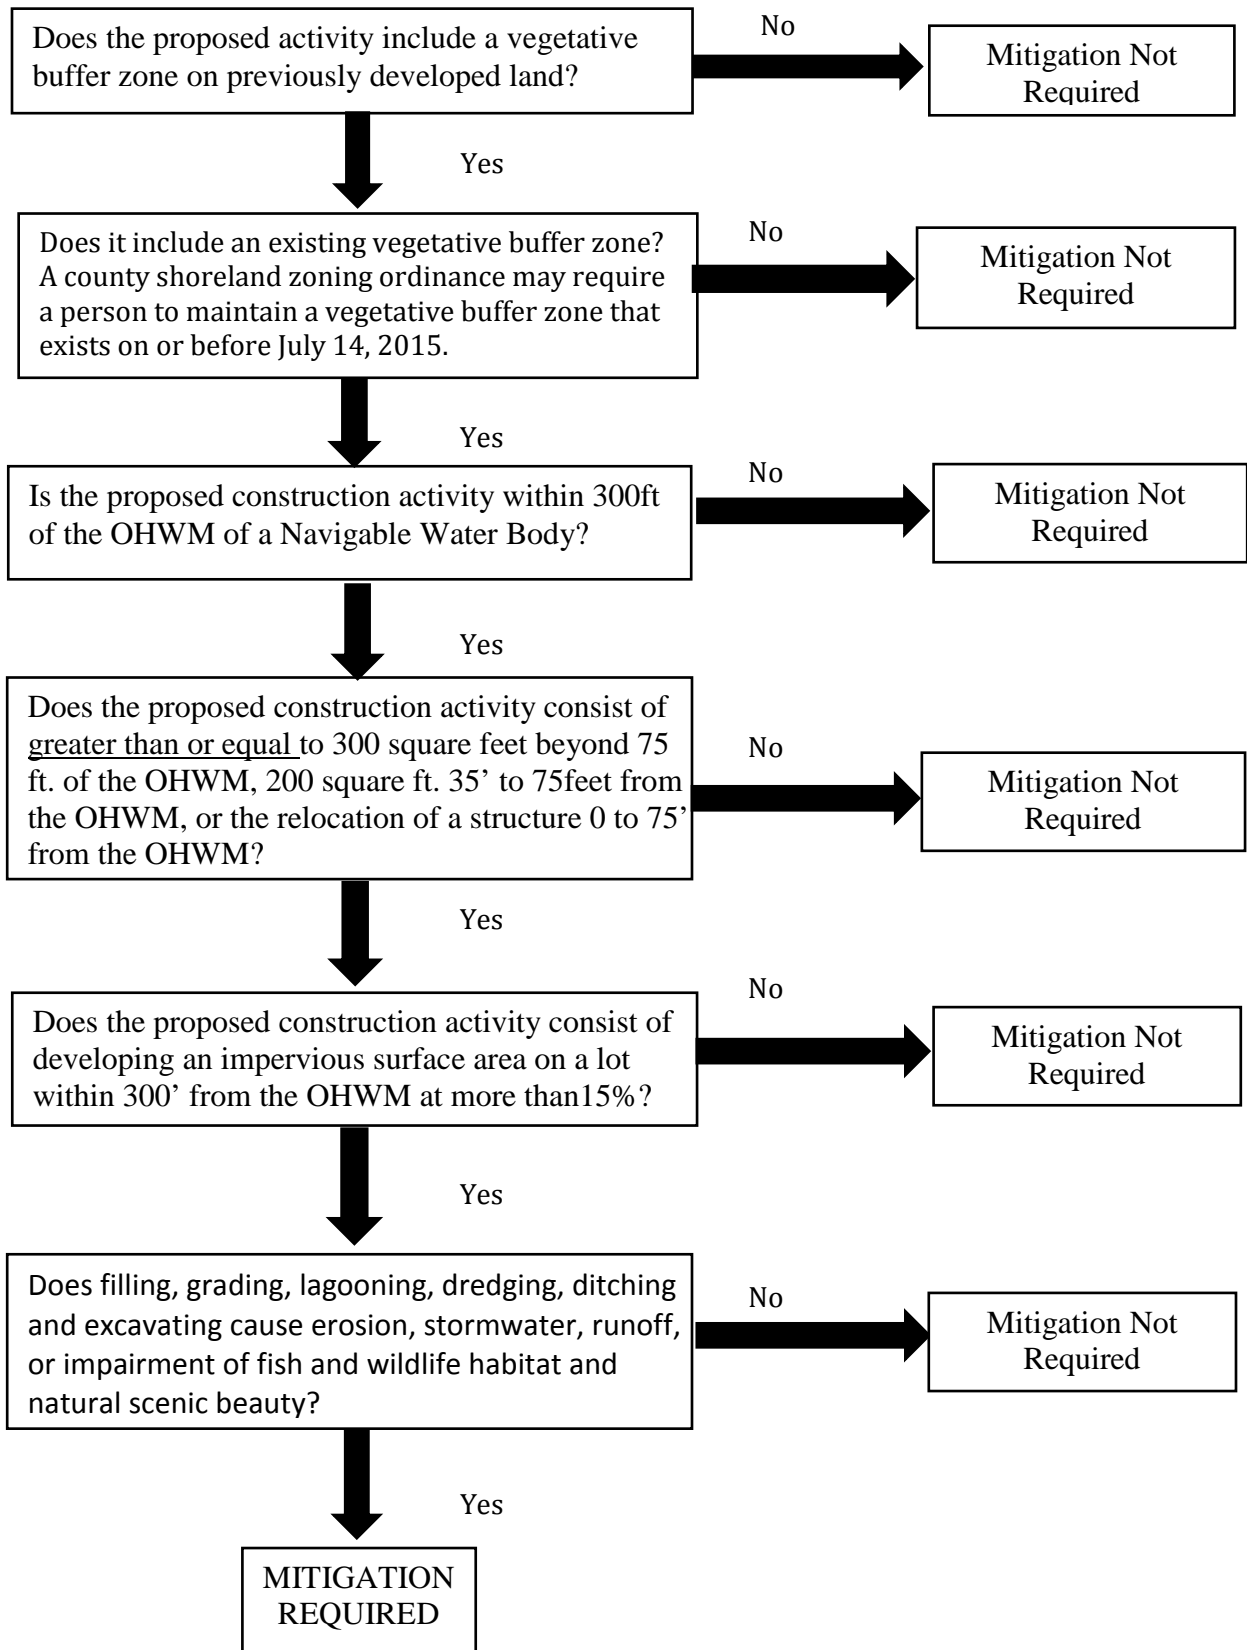 Does the proposed activity include a vegetative
buffer zone on previously developed land?
No
Mitigation Not
Required
Yes
Does it include an existing vegetative buffer zone?
A county shoreland zoning ordinance may require
a person to maintain a vegetative buffer zone that
exists on or before July 14, 2015.
No
Mitigation Not
Required
Yes
Is the proposed construction activity within 300ft
of the OHWM of a Navigable Water Body?
No
Mitigation Not
Required
Yes
Does the proposed construction activity consist of
greater than or equal to 300 square feet beyond 75
ft. of the OHWM, 200 square ft. 35’ to 75feet from
the OHWM, or the relocation of a structure 0 to 75’
from the OHWM?
No
Mitigation Not
Required
Yes
Does the proposed construction activity consist of
developing an impervious surface area on a lot
within 300’ from the OHWM at more than15%?
No
Mitigation Not
Required
Yes
Does filling, grading, lagooning, dredging, ditching
and excavating cause erosion, stormwater, runoff,
or impairment of fish and wildlife habitat and
natural scenic beauty?
No
Mitigation Not
Required
Yes
MITIGATION
REQUIRED